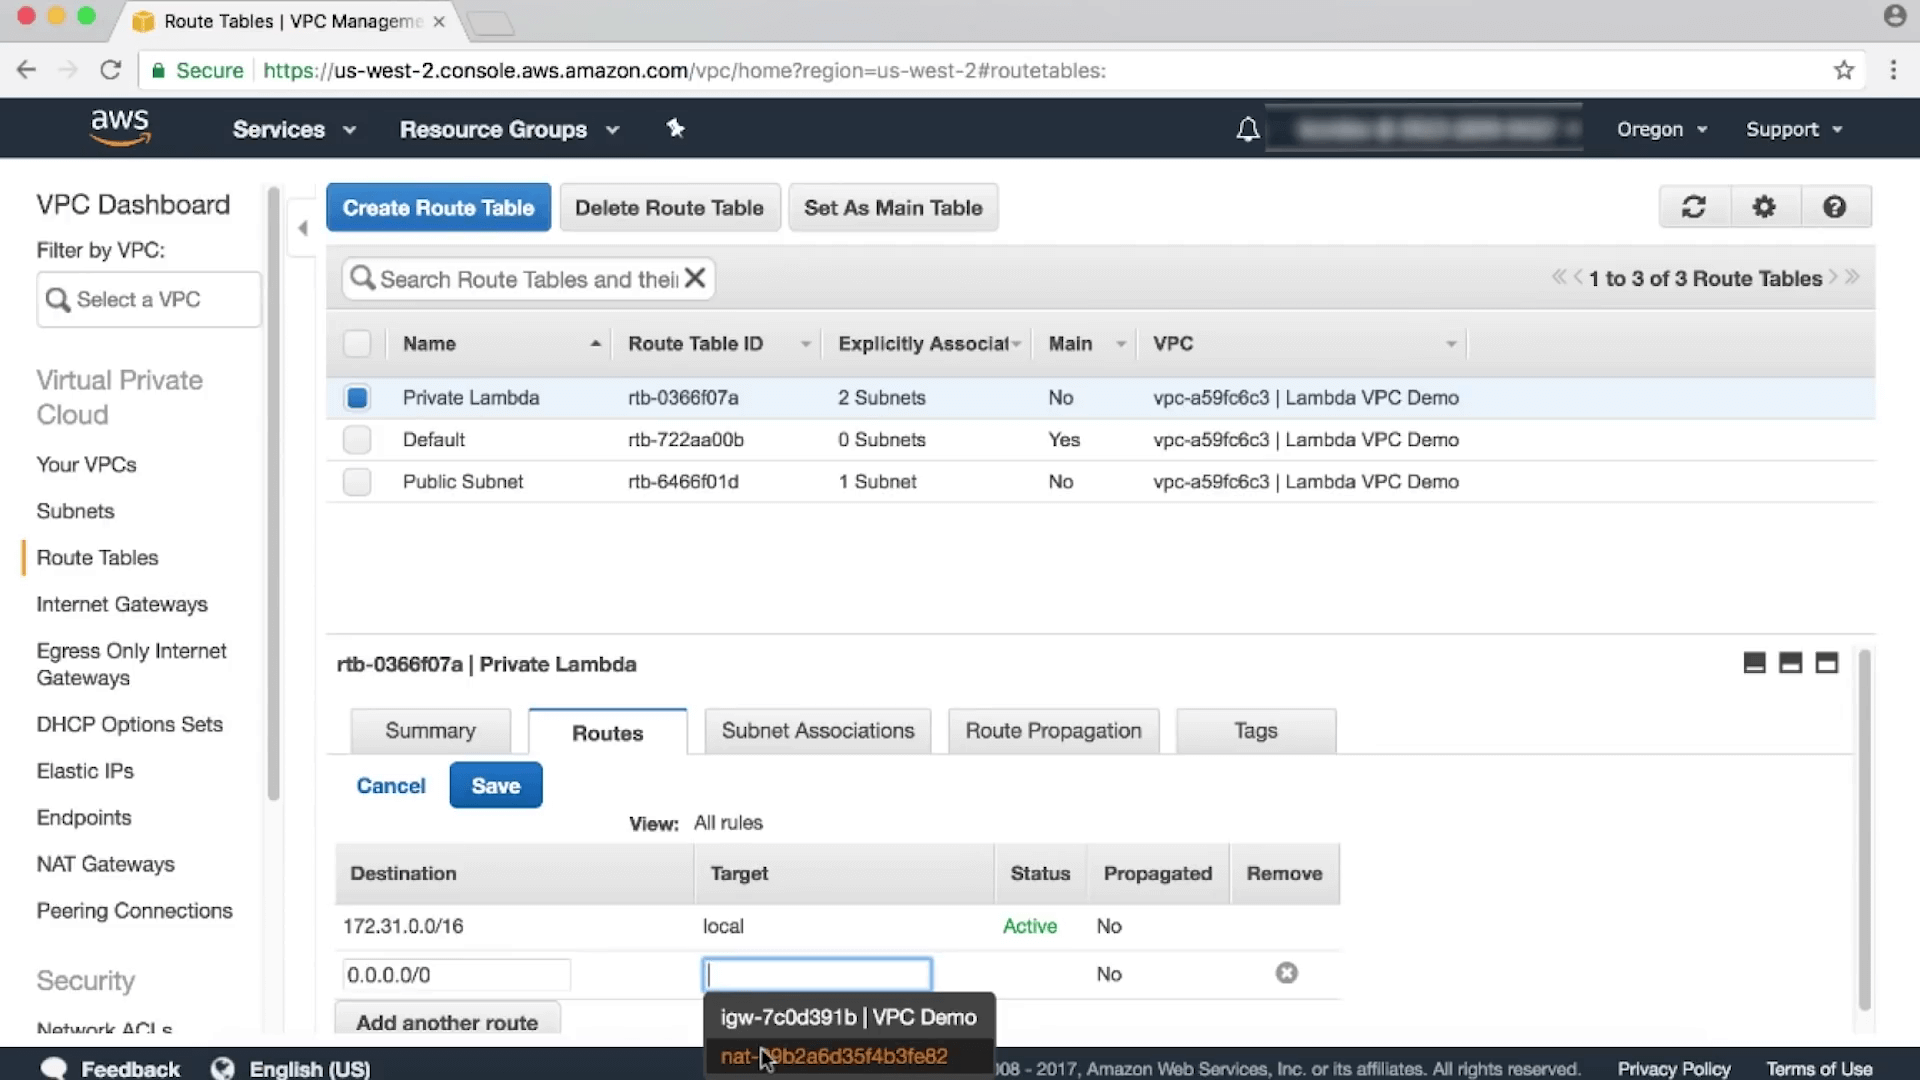 Route Tables | VPC Manageme
Secure https://us-west-2.console.aws.amazon.com/vpc/home?region=us-west-2#routetables:
aws Services Resource Groups Oregon Support
VPC Dashboard
Filter by VPC:
Select a VPC
Virtual Private
Cloud
Your VPCs
Subnets
Route Tables
Internet Gateways
Egress Only Internet
Gateways
DHCP Options Sets
Elastic IPs
Endpoints
NAT Gateways
Peering Connections
Security
Network ACLs
Create Route Table Delete Route Table Set As Main Table
Search Route Tables and thei
1 to 3 of 3 Route Tables
Name Route Table ID Explicitly Associat Main VPC
Private Lambda rtb-0366f07a 2 Subnets No vpc-a59fc6c3 | Lambda VPC Demo
Default rtb-722aa00b 0 Subnets Yes vpc-a59fc6c3 | Lambda VPC Demo
Public Subnet rtb-6466f01d 1 Subnet No vpc-a59fc6c3 | Lambda VPC Demo
rtb-0366f07a | Private Lambda
Summary Routes Subnet Associations Route Propagation Tags
Cancel Save
View: All rules
Destination Target Status Propagated Remove
172.31.0.0/16 local Active No
0.0.0.0/0 No
Add another route
igw-7c0d391b | VPC Demo
Feedback English (US) 008 - 2017, Amazon Web Services, Inc. or its affiliates. All rights reserved. Privacy Policy Terms of Use